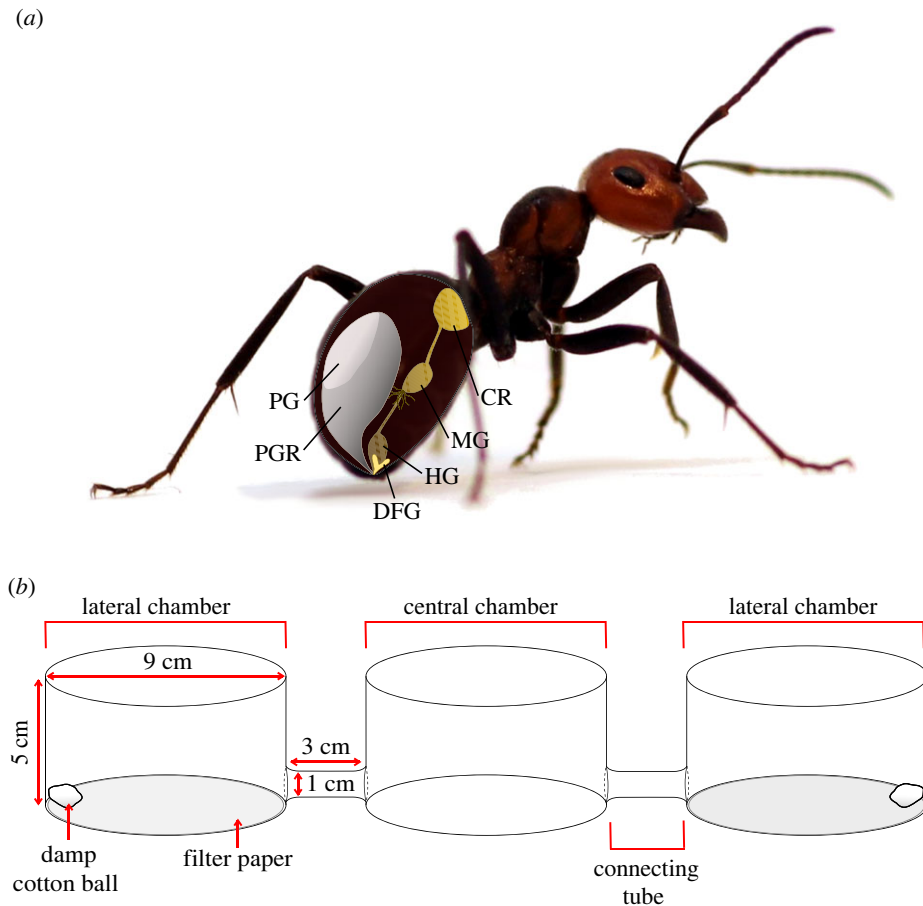 (a)
PG
PGR
CR
MG
HG
DFG
(b)
lateral chamber
central chamber
lateral chamber
9 cm
5 cm
3 cm
1 cm
damp
cotton ball
filter paper
connecting
tube